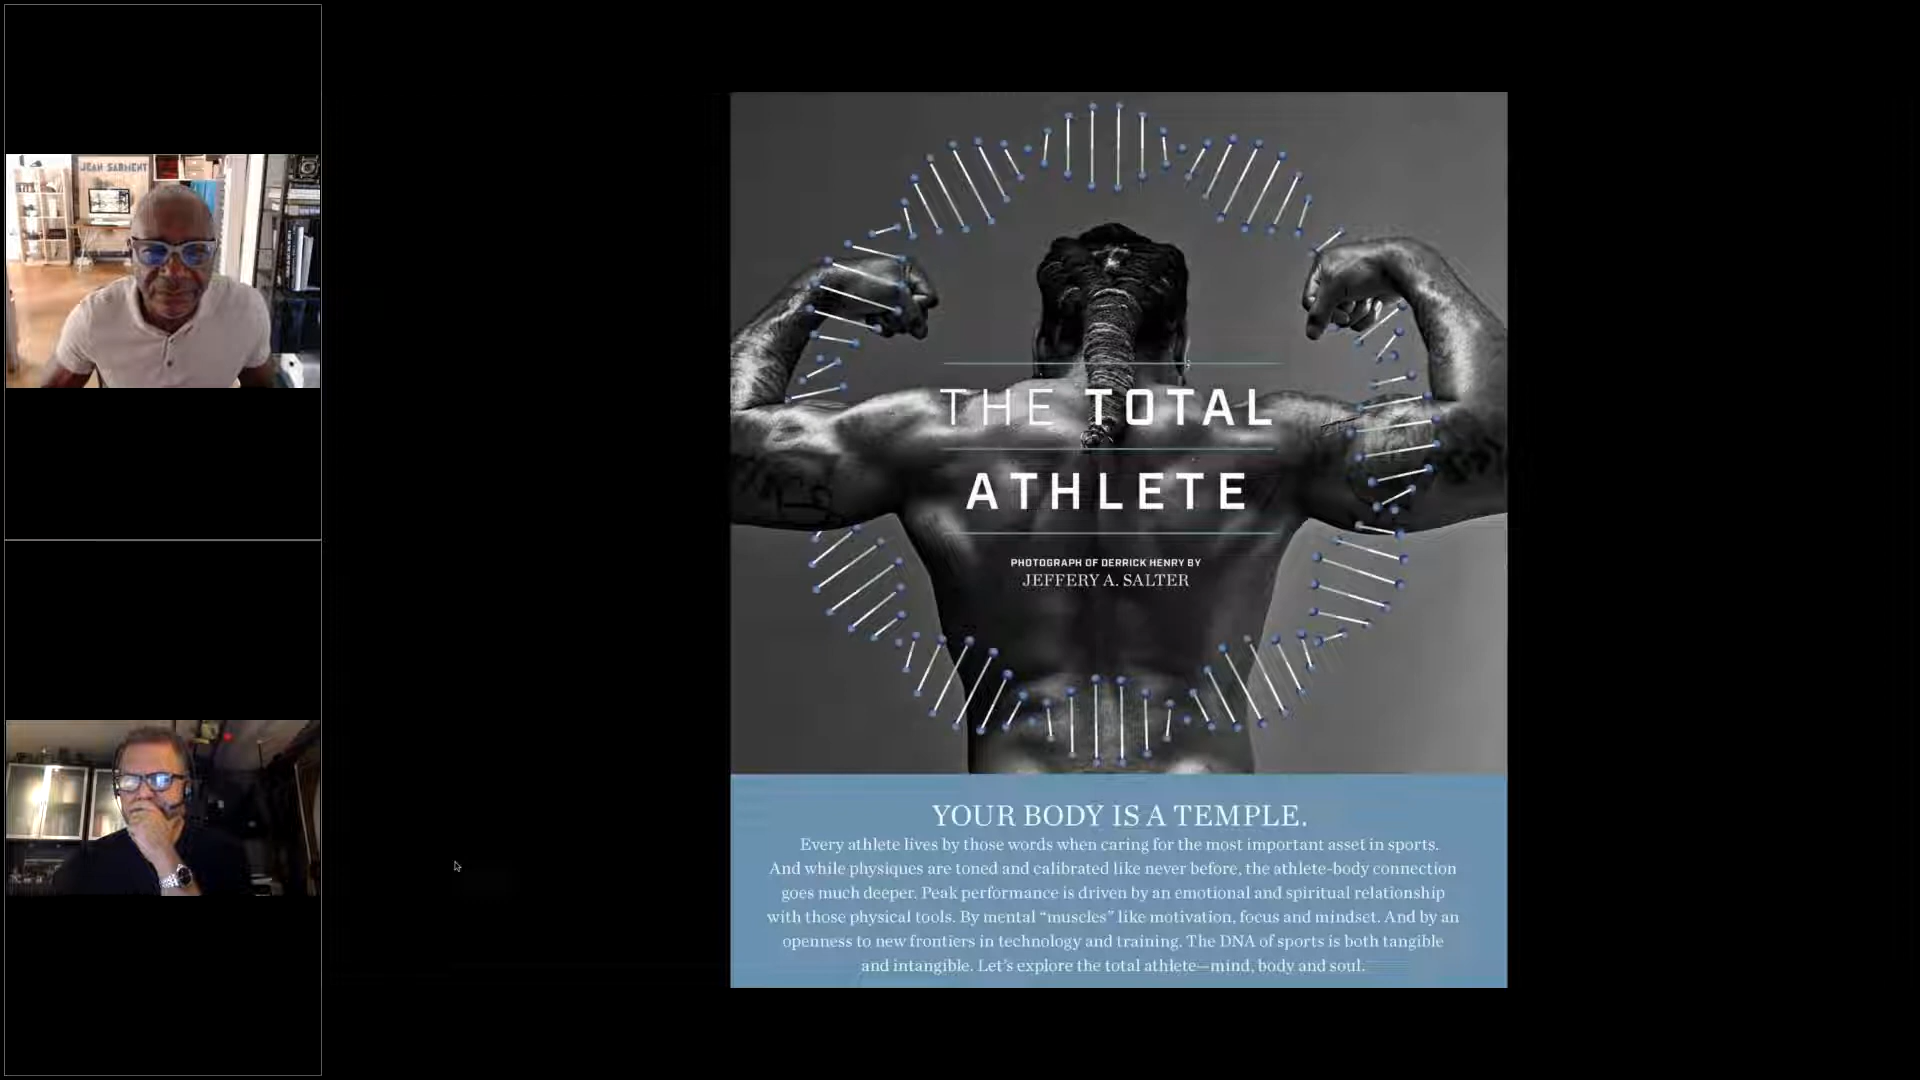 JEAN SARMENT
THE TOTAL
ATHLETE
PHOTOGRAPH OF DERRICK HENRY BY
JEFFERY A. SALTER
YOUR BODY IS A TEMPLE.
Every athlete lives by those words when caring for the most important asset in sports.
And while physiques are toned and calibrated like never before, the athlete-body connection
goes much deeper. Peak performance is driven by an emotional and spiritual relationship
with those physical tools. By mental “muscles” like motivation, focus and mindset. And by an
openness to new frontiers in technology and training. The DNA of sports is both tangible
and intangible. Let’s explore the total athlete—mind, body and soul.